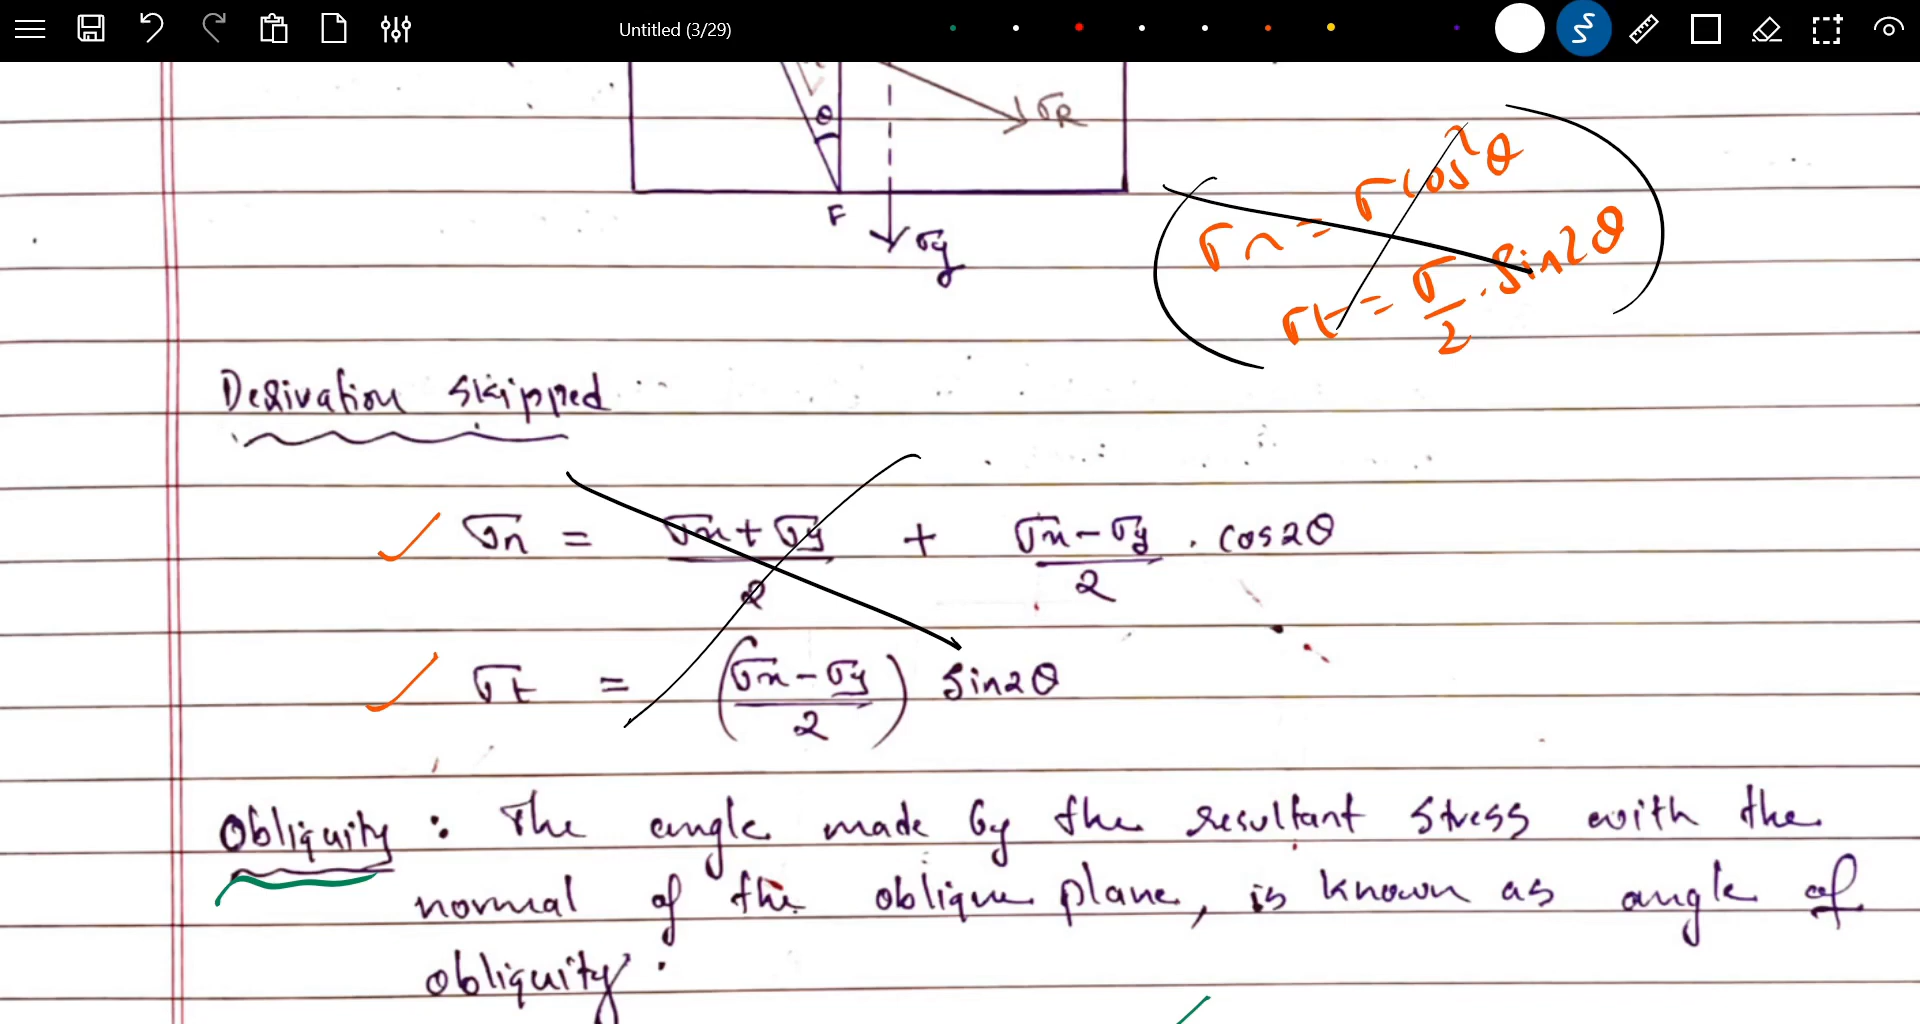 Untitled (3/29)
θ
σR
F
σy
σn = σ cos²θ
σt = σ/2 . sin2θ
Derivation skipped
σn = σx+σy/2 + σx-σy/2 . cos2θ
σt = (σx-σy/2) sin2θ
Obliquity : The angle made by the resultant stress with the
normal of the oblique plane, is known as angle of
obliquity.